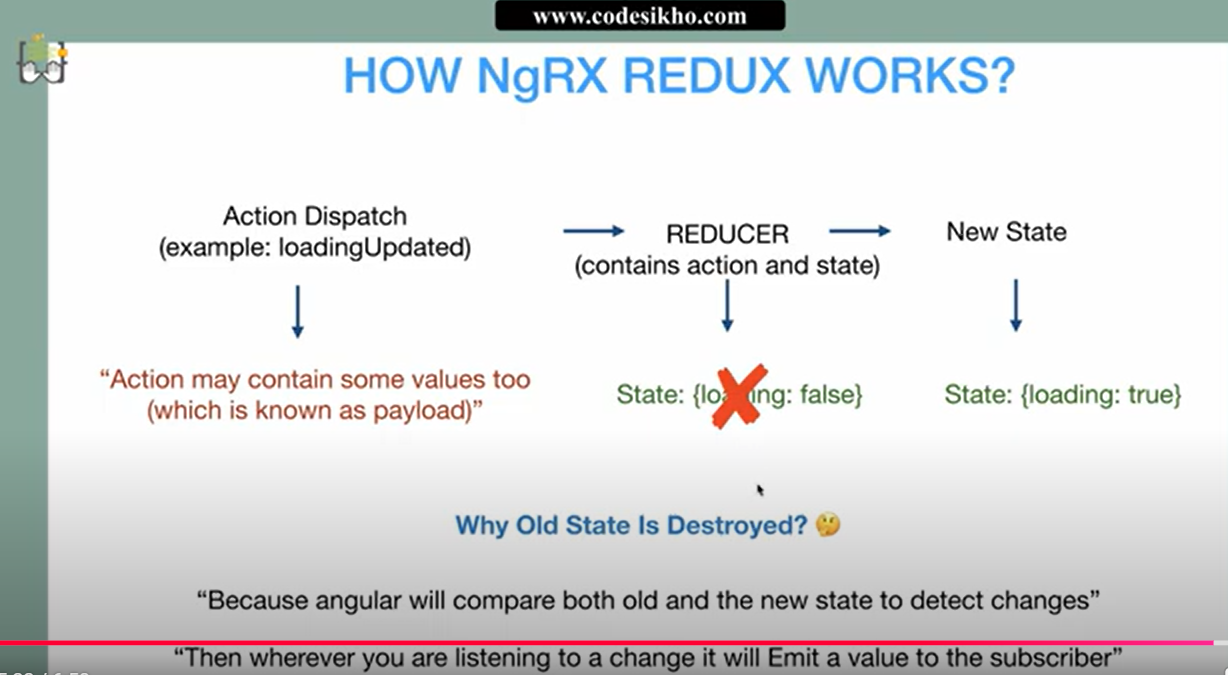 www.codesikho.com
HOW NgRX REDUX WORKS?
Action Dispatch
(example: loadingUpdated)
REDUCER
(contains action and state)
New State
“Action may contain some values too
(which is known as payload)”
State: {lo ing: false}
State: {loading: true}
Why Old State Is Destroyed? 🤔
“Because angular will compare both old and the new state to detect changes”
“Then wherever you are listening to a change it will Emit a value to the subscriber”